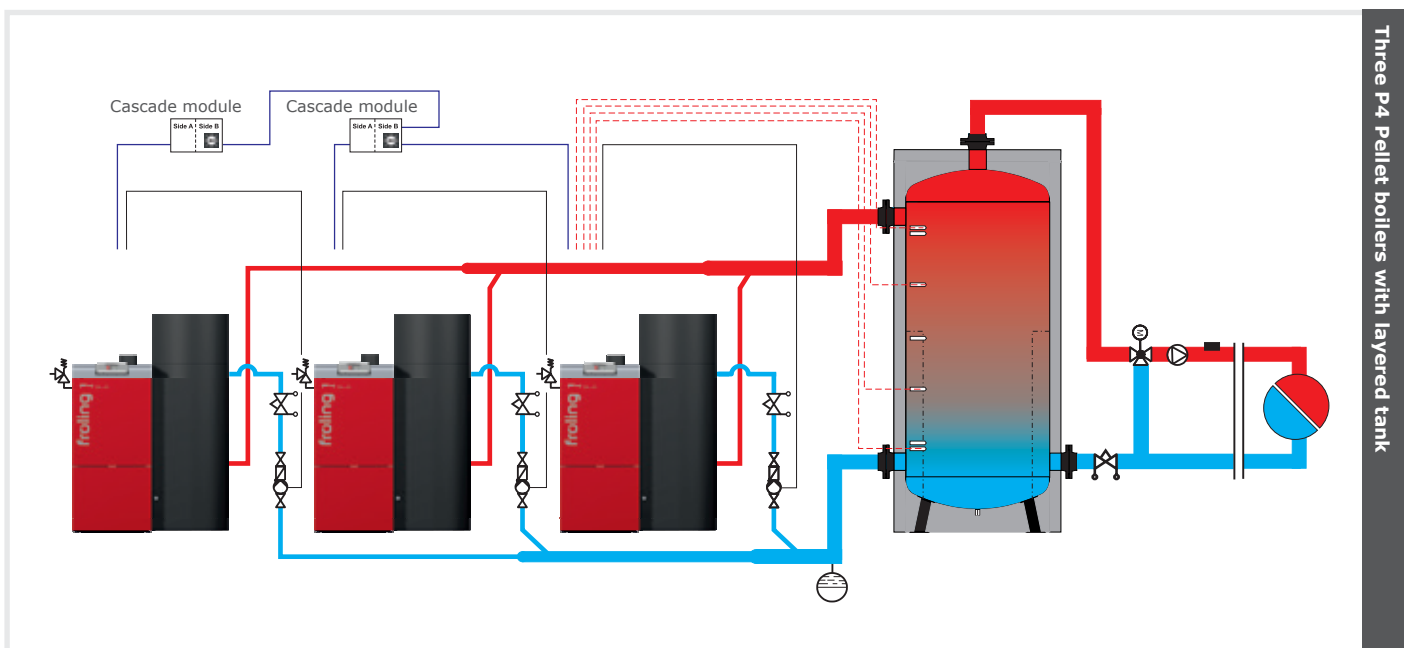 Three P4 Pellet boilers with layered tank
Cascade module
Cascade module
Side A Side B
Side A Side B
M
froling
froling
froling